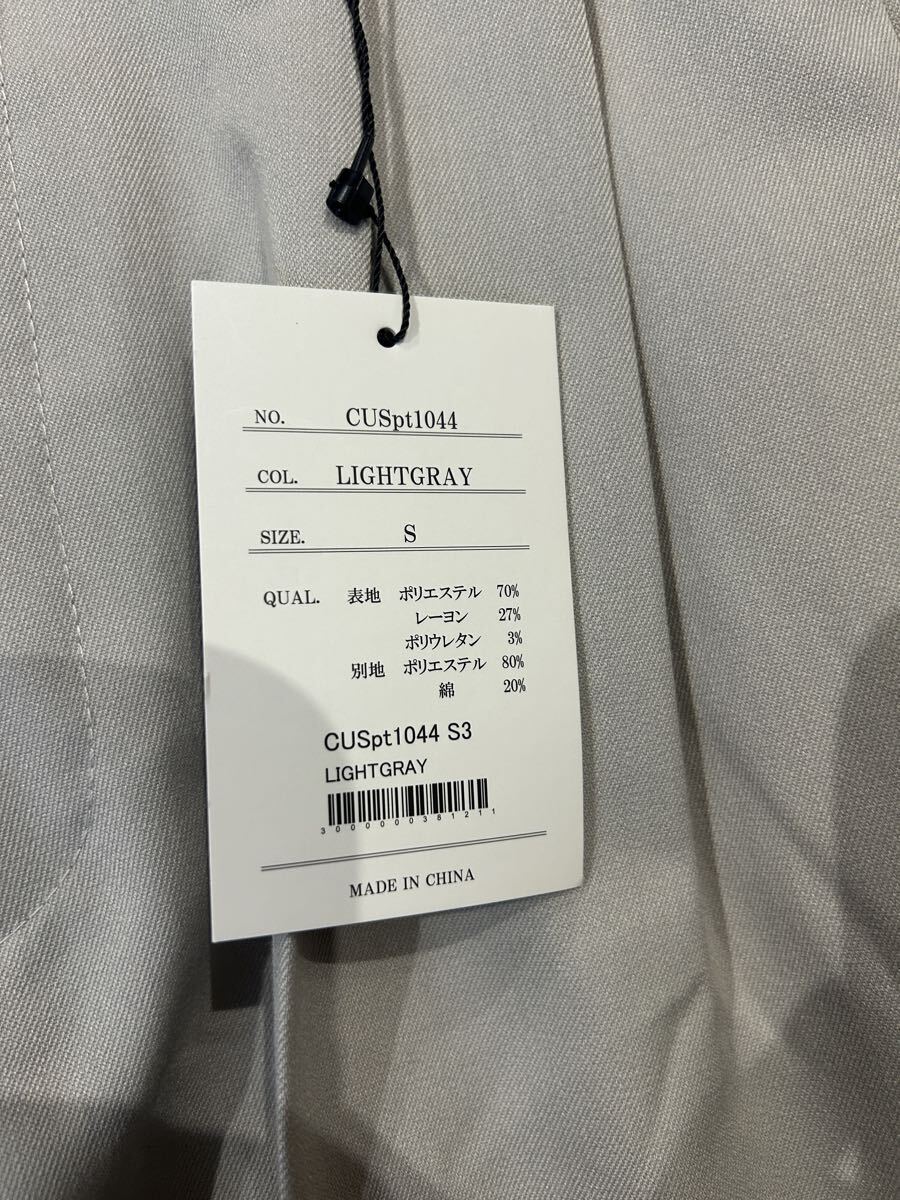 NO. CUSpt1044
COL. LIGHTGRAY
SIZE. S
QUAL. 表地 ポリエステル 70%
レーヨン 27%
ポリウレタン 3%
別地 ポリエステル 80%
綿 20%
CUSpt1044 S3
LIGHTGRAY
3000000381211
MADE IN CHINA